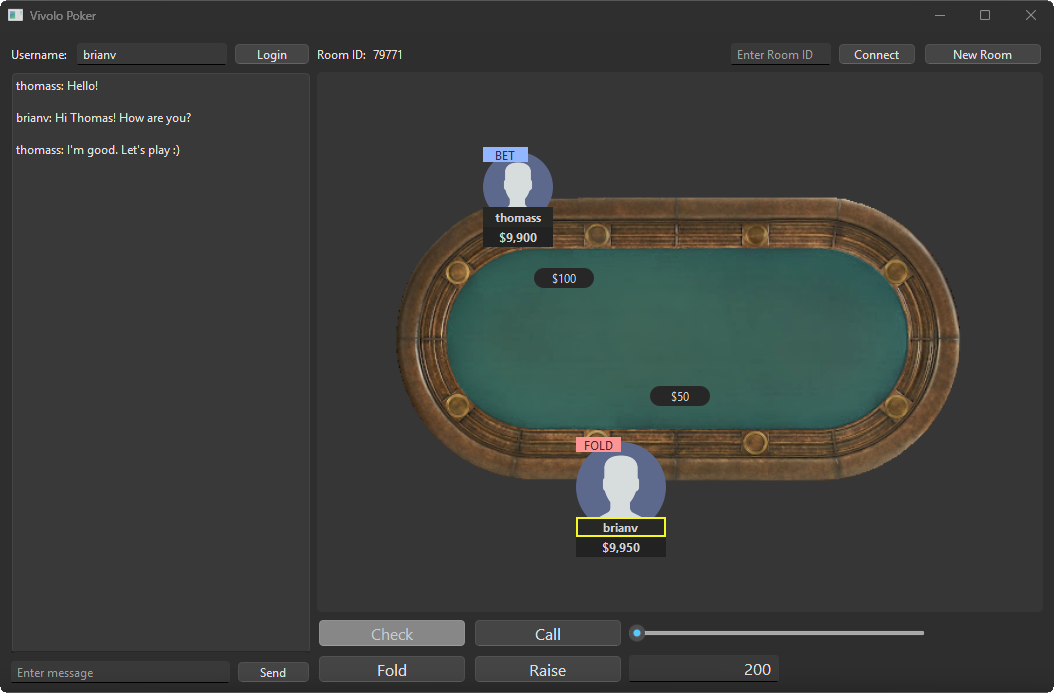 Vivolo Poker
Username: brianv Login Room ID: 79771 Enter Room ID Connect New Room
thomass: Hello!
brianv: Hi Thomas! How are you?
thomass: I'm good. Let's play :)
BET
thomass
$9,900
$100
$50
FOLD
brianv
$9,950
Check Call
Enter message Send Fold Raise 200